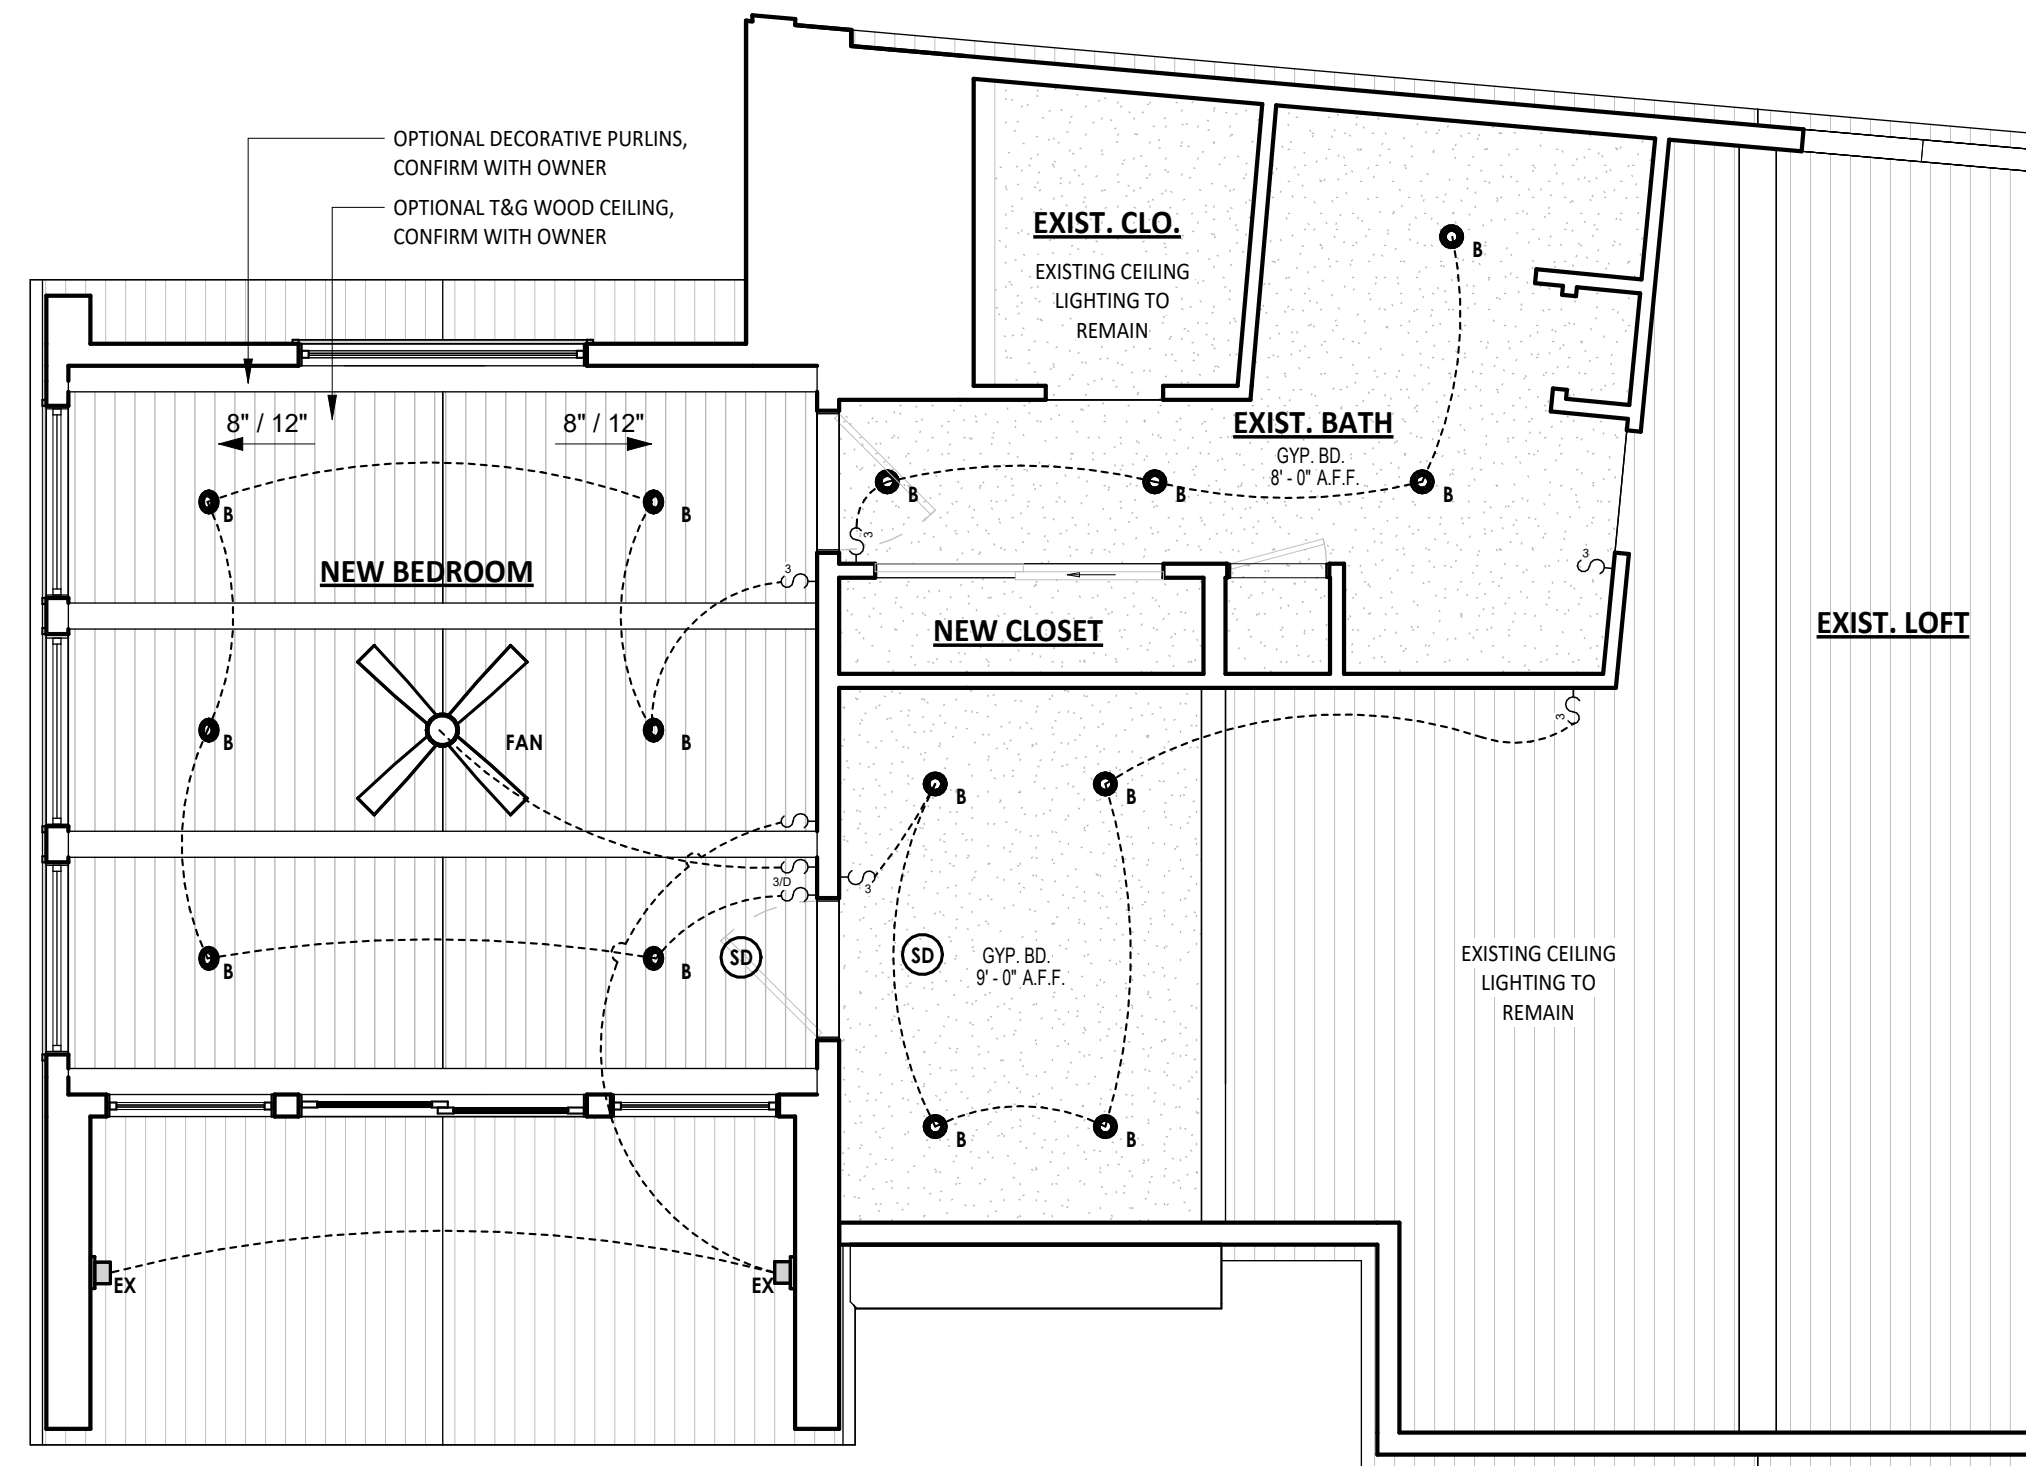 OPTIONAL DECORATIVE PURLINS,
CONFIRM WITH OWNER
OPTIONAL T&G WOOD CEILING,
CONFIRM WITH OWNER
EXIST. CLO.
EXISTING CEILING
LIGHTING TO
REMAIN
B
8" / 12"
8" / 12"
EXIST. BATH
GYP. BD.
8' - 0" A.F.F.
B
B
B
B
B
3
3
NEW BEDROOM
3
NEW CLOSET
EXIST. LOFT
3
FAN
B
B
B
B
3/D
3
B
B
SD
SD
GYP. BD.
9' - 0" A.F.F.
EXISTING CEILING
LIGHTING TO
REMAIN
B
B
EX
EX